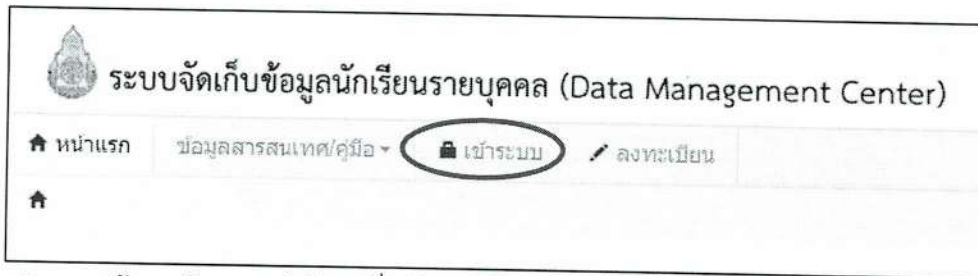 ระบบจัดเก็บข้อมูลนักเรียนรายบุคคล (Data Management Center)
หน้าแรก ข้อมูลสารสนเทศ/คู่มือ เข้าระบบ ลงทะเบียน